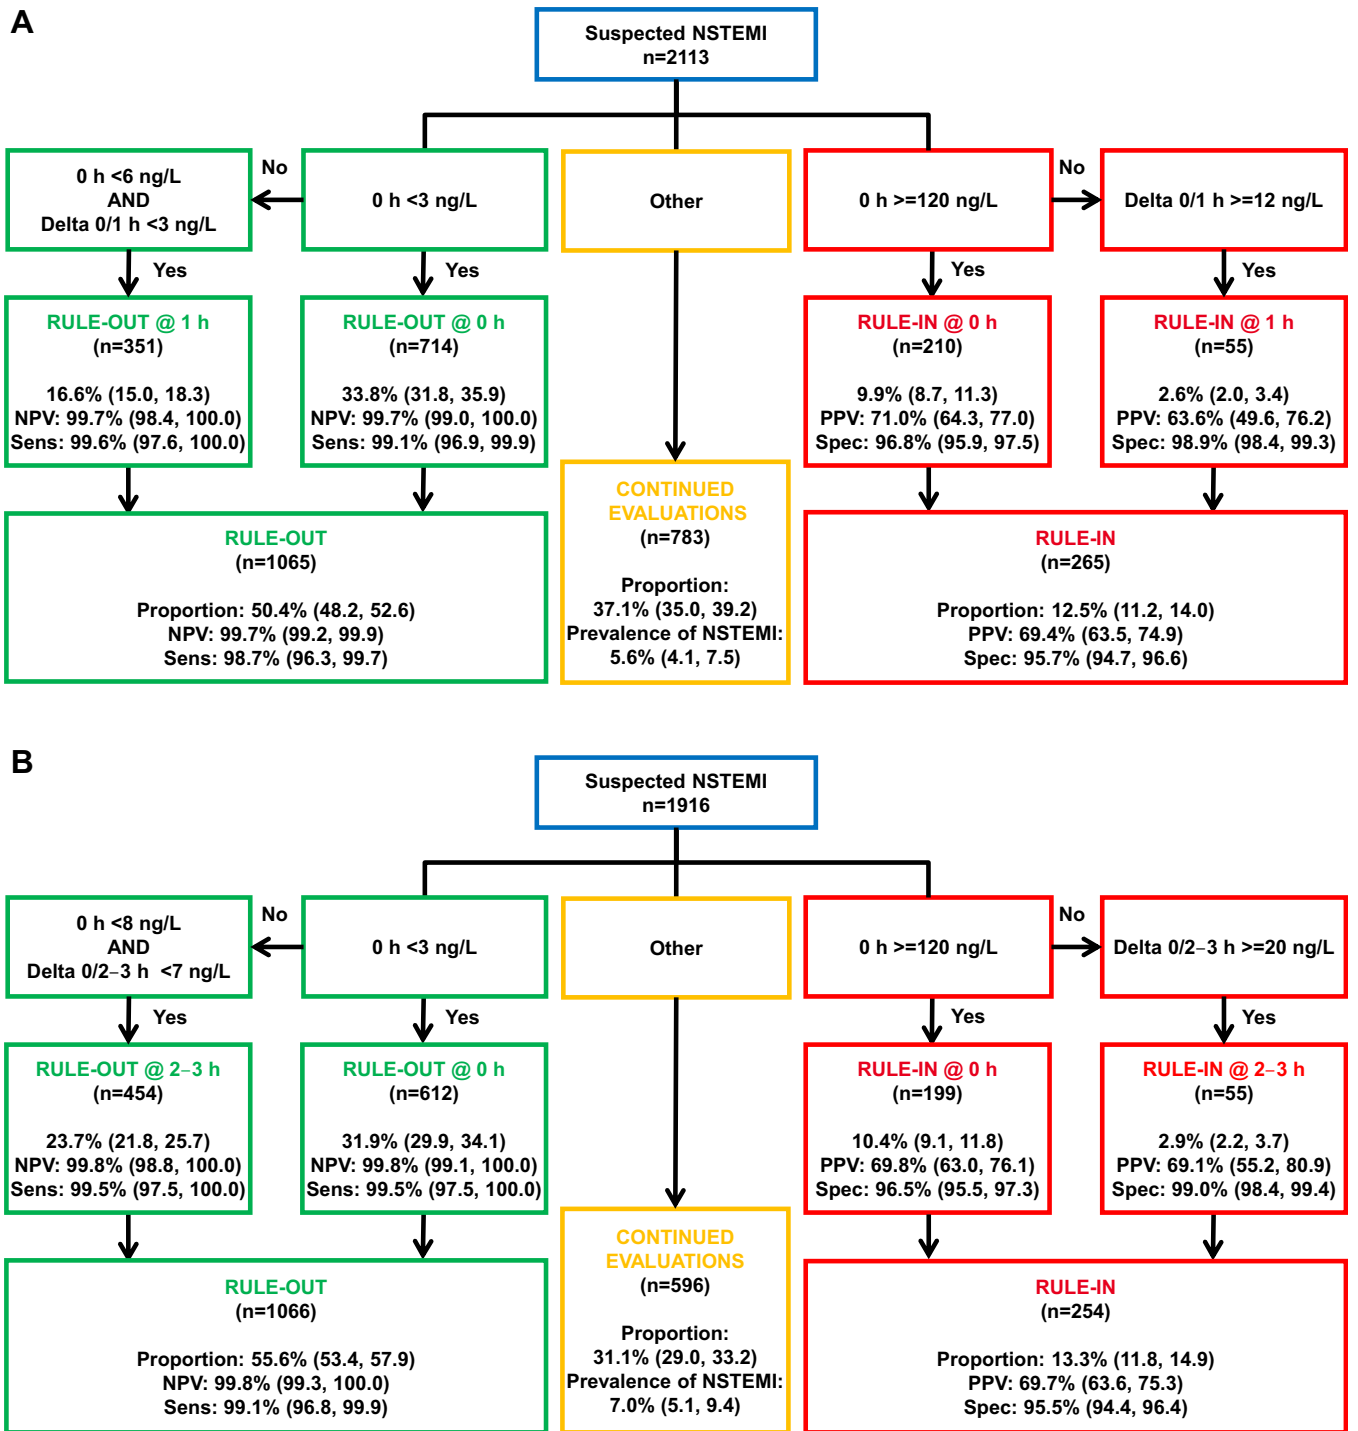 A
Suspected NSTEMI
n=2113
0 h <6 ng/L
AND
Delta 0/1 h <3 ng/L
No
0 h <3 ng/L
Other
0 h >=120 ng/L
No
Delta 0/1 h >=12 ng/L
Yes
Yes
Yes
Yes
RULE-OUT @ 1 h
(n=351)
16.6% (15.0, 18.3)
NPV: 99.7% (98.4, 100.0)
Sens: 99.6% (97.6, 100.0)
RULE-OUT @ 0 h
(n=714)
33.8% (31.8, 35.9)
NPV: 99.7% (99.0, 100.0)
Sens: 99.1% (96.9, 99.9)
RULE-IN @ 0 h
(n=210)
9.9% (8.7, 11.3)
PPV: 71.0% (64.3, 77.0)
Spec: 96.8% (95.9, 97.5)
RULE-IN @ 1 h
(n=55)
2.6% (2.0, 3.4)
PPV: 63.6% (49.6, 76.2)
Spec: 98.9% (98.4, 99.3)
RULE-OUT
(n=1065)
Proportion: 50.4% (48.2, 52.6)
NPV: 99.7% (99.2, 99.9)
Sens: 98.7% (96.3, 99.7)
CONTINUED
EVALUATIONS
(n=783)
Proportion:
37.1% (35.0, 39.2)
Prevalence of NSTEMI:
5.6% (4.1, 7.5)
RULE-IN
(n=265)
Proportion: 12.5% (11.2, 14.0)
PPV: 69.4% (63.5, 74.9)
Spec: 95.7% (94.7, 96.6)
B
Suspected NSTEMI
n=1916
0 h <8 ng/L
AND
Delta 0/2−3 h <7 ng/L
No
0 h <3 ng/L
Other
0 h >=120 ng/L
No
Delta 0/2−3 h >=20 ng/L
Yes
Yes
Yes
Yes
RULE-OUT @ 2−3 h
(n=454)
23.7% (21.8, 25.7)
NPV: 99.8% (98.8, 100.0)
Sens: 99.5% (97.5, 100.0)
RULE-OUT @ 0 h
(n=612)
31.9% (29.9, 34.1)
NPV: 99.8% (99.1, 100.0)
Sens: 99.5% (97.5, 100.0)
RULE-IN @ 0 h
(n=199)
10.4% (9.1, 11.8)
PPV: 69.8% (63.0, 76.1)
Spec: 96.5% (95.5, 97.3)
RULE-IN @ 2−3 h
(n=55)
2.9% (2.2, 3.7)
PPV: 69.1% (55.2, 80.9)
Spec: 99.0% (98.4, 99.4)
RULE-OUT
(n=1066)
Proportion: 55.6% (53.4, 57.9)
NPV: 99.8% (99.3, 100.0)
Sens: 99.1% (96.8, 99.9)
CONTINUED
EVALUATIONS
(n=596)
Proportion:
31.1% (29.0, 33.2)
Prevalence of NSTEMI:
7.0% (5.1, 9.4)
RULE-IN
(n=254)
Proportion: 13.3% (11.8, 14.9)
PPV: 69.7% (63.6, 75.3)
Spec: 95.5% (94.4, 96.4)